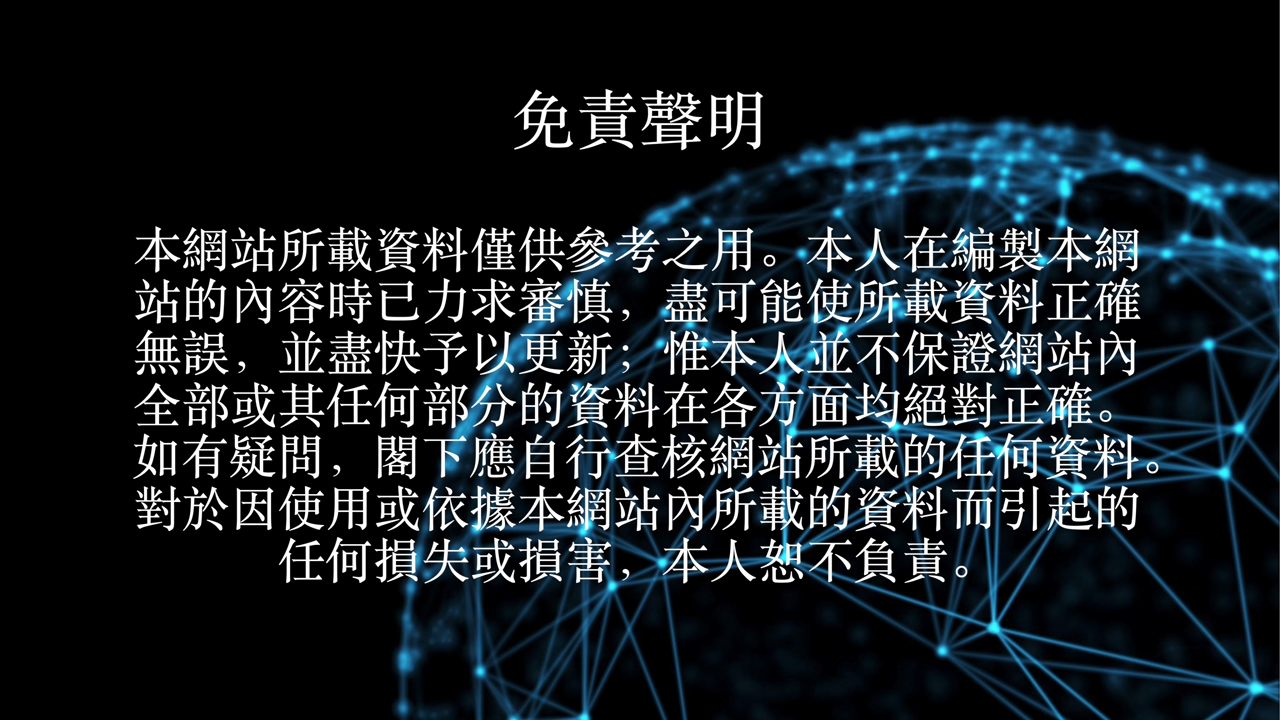 免責聲明
本網站所載資料僅供參考之用。本人在編製本網
站的內容時已力求審慎，盡可能使所載資料正確
無誤，並盡快予以更新；惟本人並不保證網站內
全部或其任何部分的資料在各方面均絕對正確。
如有疑問，閣下應自行查核網站所載的任何資料。
對於因使用或依據本網站內所載的資料而引起的
任何損失或損害，本人恕不負責。